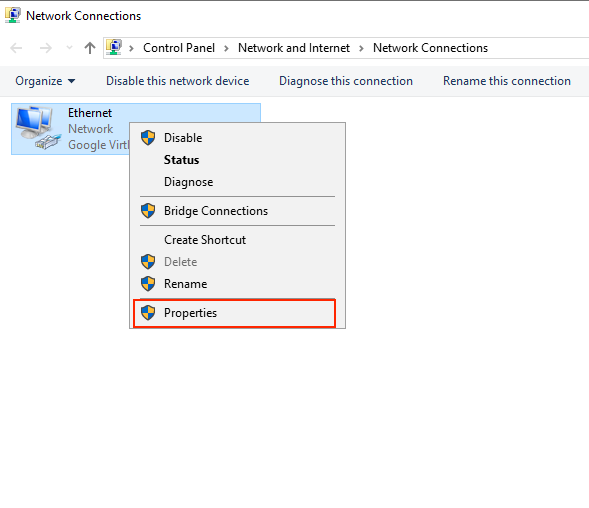 Network Connections
Control Panel > Network and Internet > Network Connections
Organize Disable this network device Diagnose this connection Rename this connection
Ethernet
Network
Google
Disable
Status
Diagnose
Bridge Connections
Create Shortcut
Delete
Rename
Properties